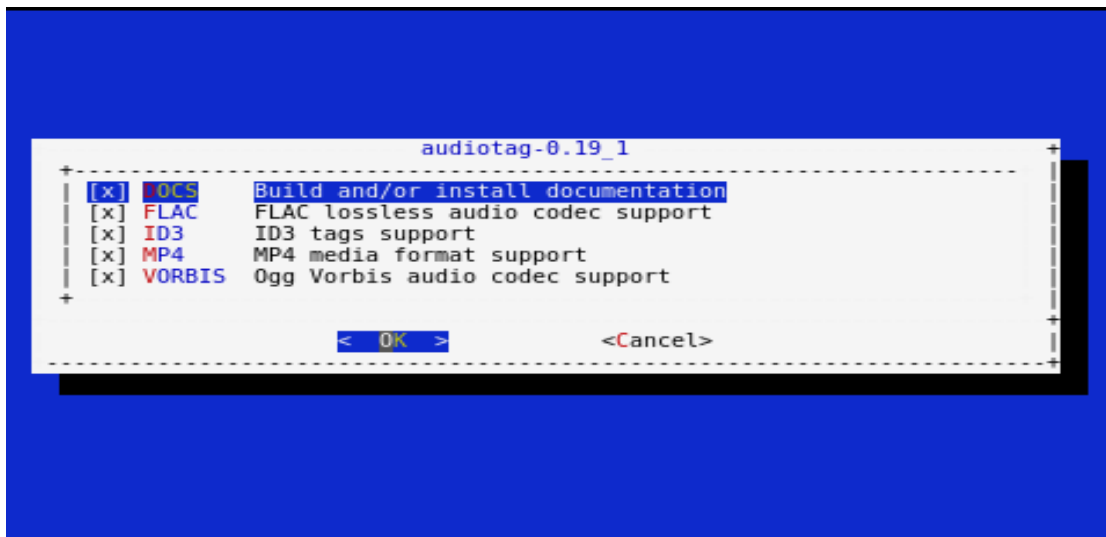 audiotag-0.19_1
[x] DOCS Build and/or install documentation
[x] FLAC FLAC lossless audio codec support
[x] ID3 ID3 tags support
[x] MP4 MP4 media format support
[x] VORBIS Ogg Vorbis audio codec support
< OK > <Cancel>